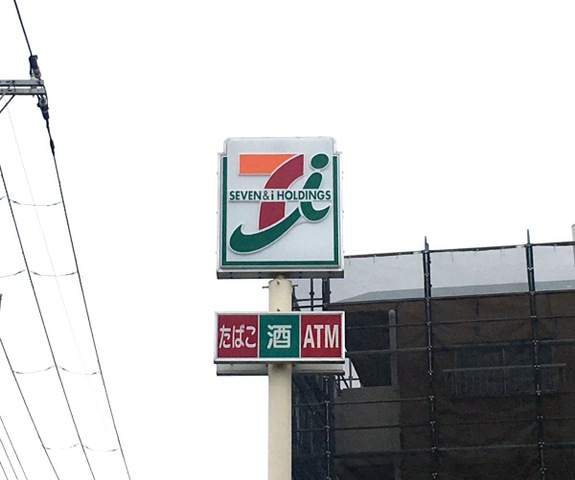 SEVEN & i HOLDINGS
たばこ 酒 ATM